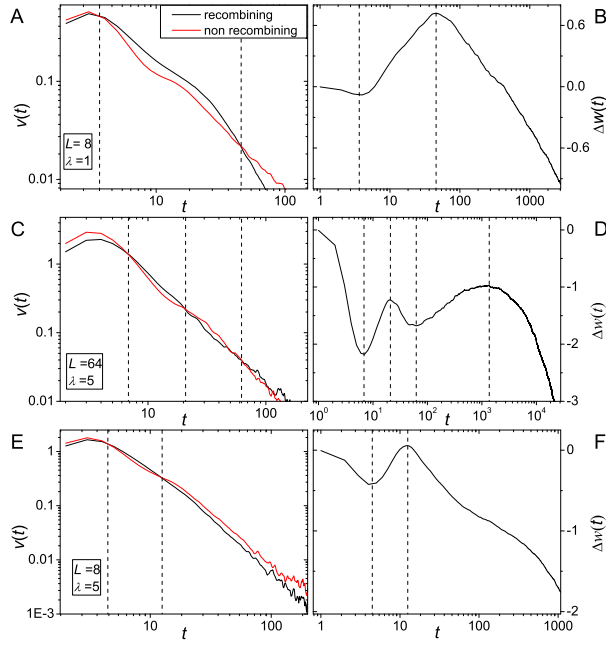 A
recombining
non recombining
v(t)
0.1
0.01
L= 8
λ =1
10
100
t
B
0.6
0.0
-0.6
Δw(t)
1
10
100
1000
t
C
v(t)
1
0.1
0.01
L =64
λ =5
10
100
t
D
0
-1
-2
-3
Δw(t)
10⁰
10¹
10²
10³
10⁴
t
E
v(t)
1
0.1
0.01
1E-3
L =8
λ =5
10
100
t
F
0
-1
-2
Δw(t)
1
10
100
1000
t